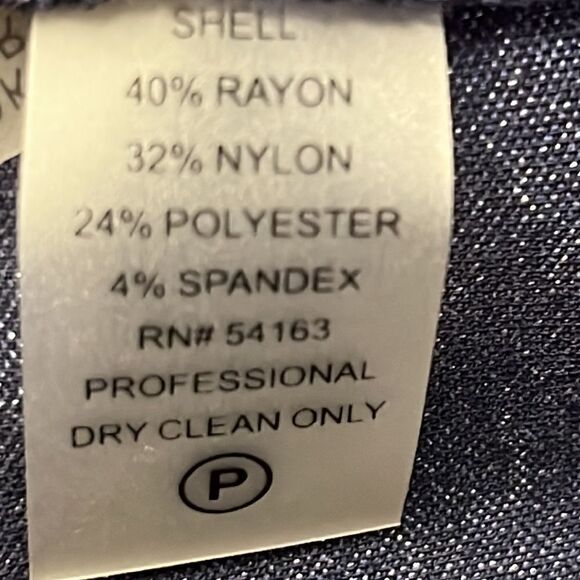 SHELL
40% RAYON
32% NYLON
24% POLYESTER
4% SPANDEX
RN# 54163
PROFESSIONAL
DRY CLEAN ONLY
P